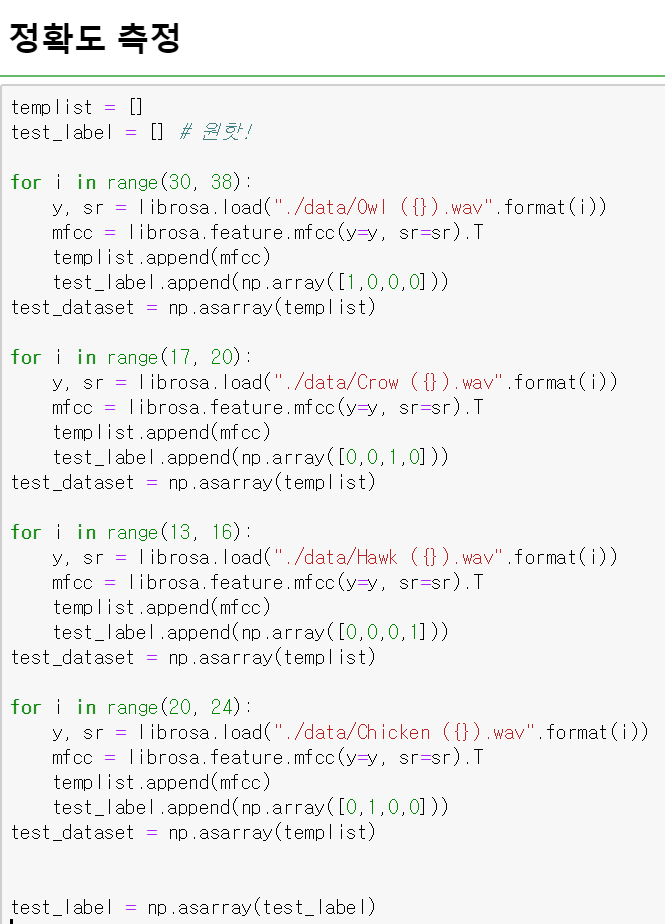 정확도 측정
templist = []
test_label = [] # 원핫!
for i in range(30, 38):
    y, sr = librosa.load("./data/Owl ({}).wav".format(i))
    mfcc = librosa.feature.mfcc(y=y, sr=sr).T
    templist.append(mfcc)
    test_label.append(np.array([1,0,0,0]))
test_dataset = np.asarray(templist)
for i in range(17, 20):
    y, sr = librosa.load("./data/Crow ({}).wav".format(i))
    mfcc = librosa.feature.mfcc(y=y, sr=sr).T
    templist.append(mfcc)
    test_label.append(np.array([0,0,1,0]))
test_dataset = np.asarray(templist)
for i in range(13, 16):
    y, sr = librosa.load("./data/Hawk ({}).wav".format(i))
    mfcc = librosa.feature.mfcc(y=y, sr=sr).T
    templist.append(mfcc)
    test_label.append(np.array([0,0,0,1]))
test_dataset = np.asarray(templist)
for i in range(20, 24):
    y, sr = librosa.load("./data/Chicken ({}).wav".format(i))
    mfcc = librosa.feature.mfcc(y=y, sr=sr).T
    templist.append(mfcc)
    test_label.append(np.array([0,1,0,0]))
test_dataset = np.asarray(templist)
test_label = np.asarray(test_label)